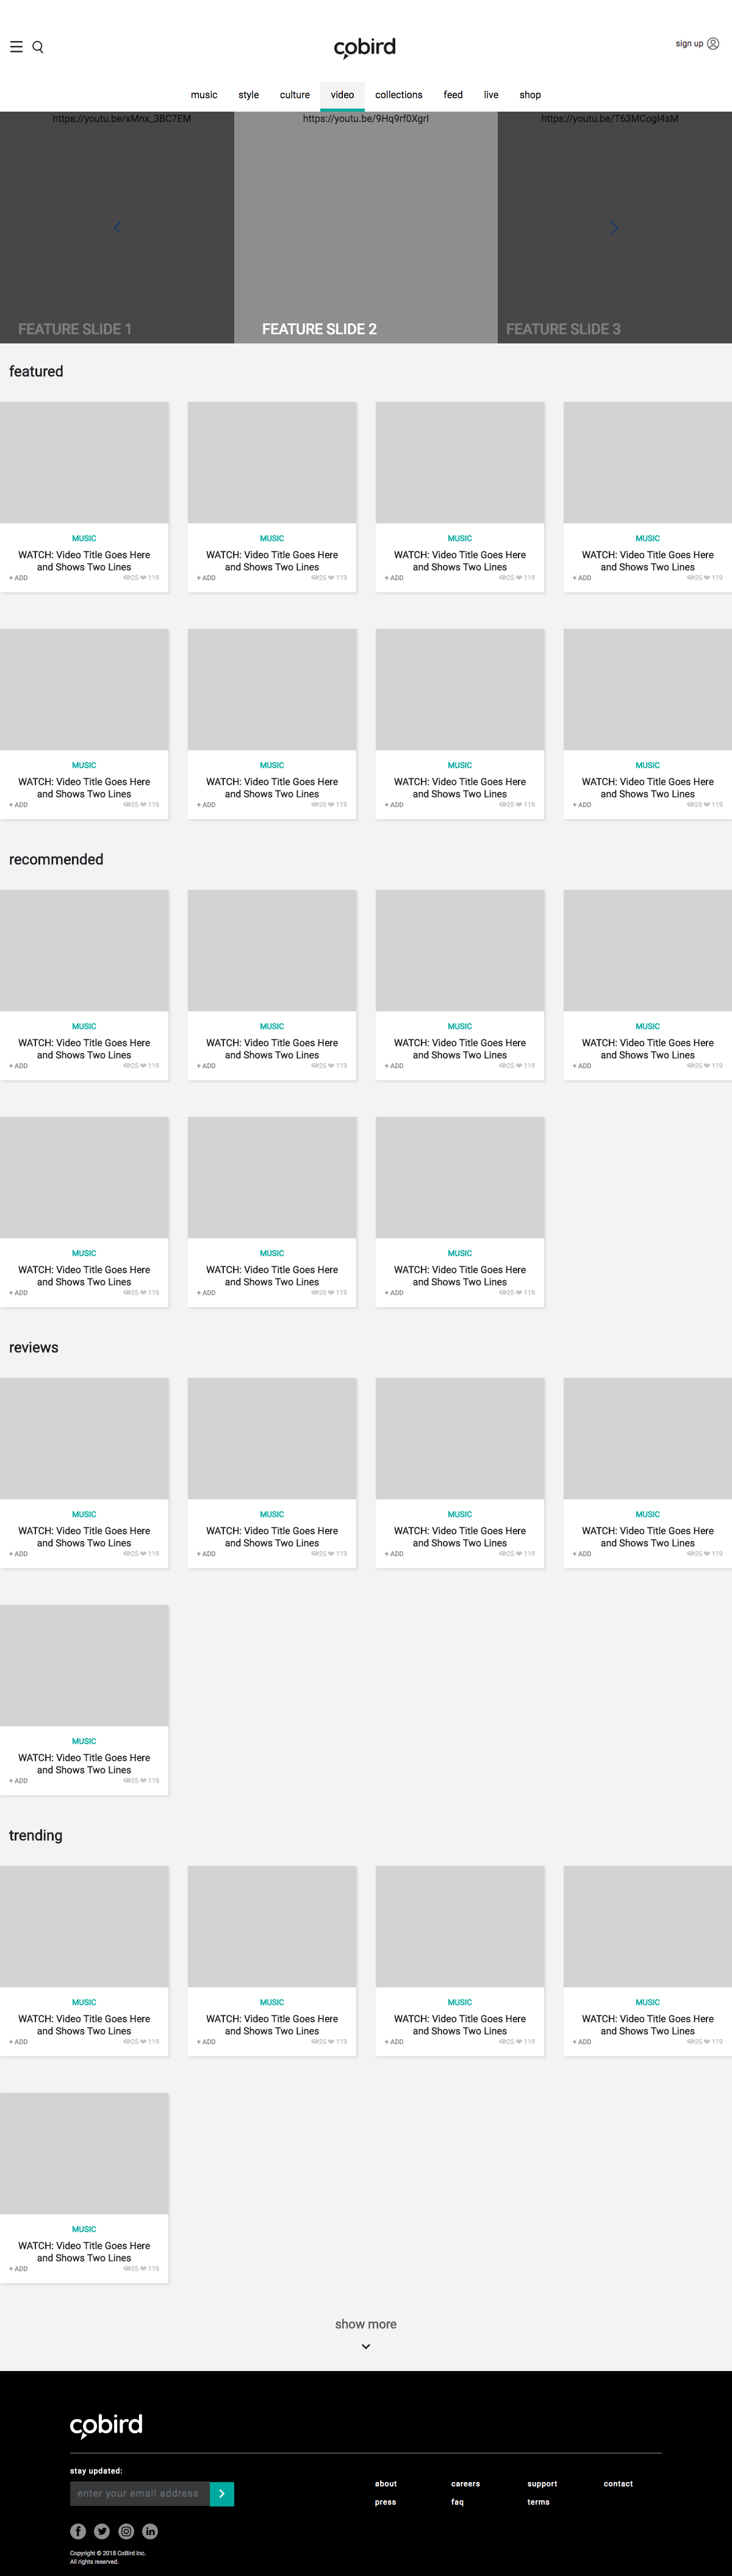 cobird
sign up
music style culture video collections feed live shop
https://youtu.be/xMnx_3BC7EM https://youtu.be/9Hq9rf0XgrI https://youtu.be/T63MCogI4sM
FEATURE SLIDE 1 FEATURE SLIDE 2 FEATURE SLIDE 3
featured
MUSIC MUSIC MUSIC MUSIC
WATCH: Video Title Goes Here WATCH: Video Title Goes Here WATCH: Video Title Goes Here WATCH: Video Title Goes Here
and Shows Two Lines and Shows Two Lines and Shows Two Lines and Shows Two Lines
+ ADD 25 119 + ADD 25 119 + ADD 25 119 + ADD 25 119
MUSIC MUSIC MUSIC MUSIC
WATCH: Video Title Goes Here WATCH: Video Title Goes Here WATCH: Video Title Goes Here WATCH: Video Title Goes Here
and Shows Two Lines and Shows Two Lines and Shows Two Lines and Shows Two Lines
+ ADD 25 119 + ADD 25 119 + ADD 25 119 + ADD 25 119
recommended
MUSIC MUSIC MUSIC MUSIC
WATCH: Video Title Goes Here WATCH: Video Title Goes Here WATCH: Video Title Goes Here WATCH: Video Title Goes Here
and Shows Two Lines and Shows Two Lines and Shows Two Lines and Shows Two Lines
+ ADD 25 119 + ADD 25 119 + ADD 25 119 + ADD 25 119
MUSIC MUSIC MUSIC
WATCH: Video Title Goes Here WATCH: Video Title Goes Here WATCH: Video Title Goes Here
and Shows Two Lines and Shows Two Lines and Shows Two Lines
+ ADD 25 119 + ADD 25 119 + ADD 25 119
reviews
MUSIC MUSIC MUSIC MUSIC
WATCH: Video Title Goes Here WATCH: Video Title Goes Here WATCH: Video Title Goes Here WATCH: Video Title Goes Here
and Shows Two Lines and Shows Two Lines and Shows Two Lines and Shows Two Lines
+ ADD 25 119 + ADD 25 119 + ADD 25 119 + ADD 25 119
MUSIC
WATCH: Video Title Goes Here
and Shows Two Lines
+ ADD 25 119
trending
MUSIC MUSIC MUSIC MUSIC
WATCH: Video Title Goes Here WATCH: Video Title Goes Here WATCH: Video Title Goes Here WATCH: Video Title Goes Here
and Shows Two Lines and Shows Two Lines and Shows Two Lines and Shows Two Lines
+ ADD 25 119 + ADD 25 119 + ADD 25 119 + ADD 25 119
MUSIC
WATCH: Video Title Goes Here
and Shows Two Lines
+ ADD 25 119
show more
cobird
stay updated:
enter your email address
about careers support contact
press faq terms
Copyright © 2018 CoBird Inc.
All rights reserved.